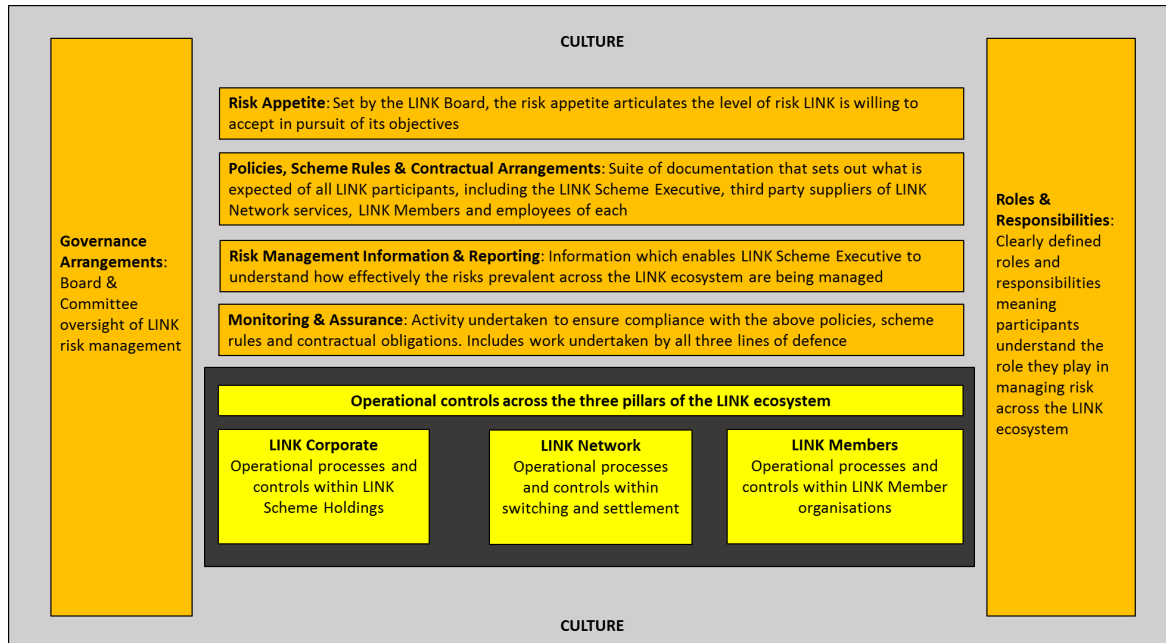 CULTURE
Governance
Arrangements:
Board &
Committee
oversight of LINK
risk management
Risk Appetite: Set by the LINK Board, the risk appetite articulates the level of risk LINK is willing to
accept in pursuit of its objectives
Policies, Scheme Rules & Contractual Arrangements: Suite of documentation that sets out what is
expected of all LINK participants, including the LINK Scheme Executive, third party suppliers of LINK
Network services, LINK Members and employees of each
Risk Management Information & Reporting: Information which enables LINK Scheme Executive to
understand how effectively the risks prevalent across the LINK ecosystem are being managed
Monitoring & Assurance: Activity undertaken to ensure compliance with the above policies, scheme
rules and contractual obligations. Includes work undertaken by all three lines of defence
Operational controls across the three pillars of the LINK ecosystem
LINK Corporate
Operational processes and
controls within LINK
Scheme Holdings
LINK Network
Operational processes
and controls within
switching and settlement
LINK Members
Operational processes and
controls within LINK Member
organisations
Roles &
Responsibilities:
Clearly defined
roles and
responsibilities
meaning
participants
understand the
role they play in
managing risk
across the LINK
ecosystem
CULTURE